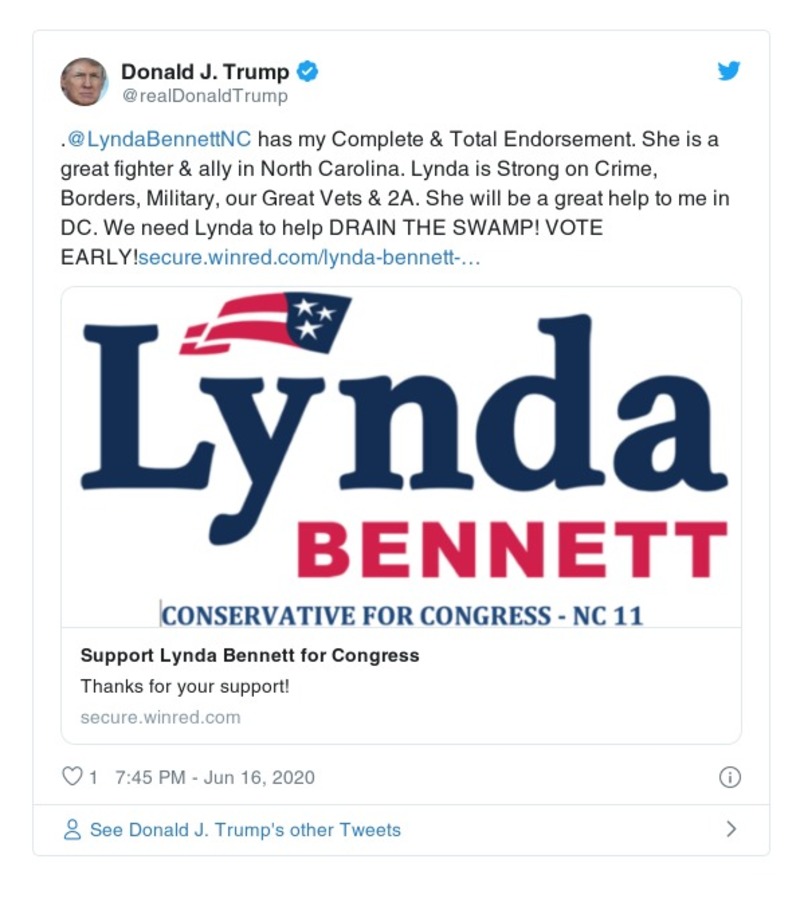 Donald J. Trump
@realDonaldTrump
.@LyndaBennettNC has my Complete & Total Endorsement. She is a
great fighter & ally in North Carolina. Lynda is Strong on Crime,
Borders, Military, our Great Vets & 2A. She will be a great help to me in
DC. We need Lynda to help DRAIN THE SWAMP! VOTE
EARLY!secure.winred.com/lynda-bennett-…
Lynda
BENNETT
CONSERVATIVE FOR CONGRESS - NC 11
Support Lynda Bennett for Congress
Thanks for your support!
secure.winred.com
1 7:45 PM - Jun 16, 2020
See Donald J. Trump's other Tweets